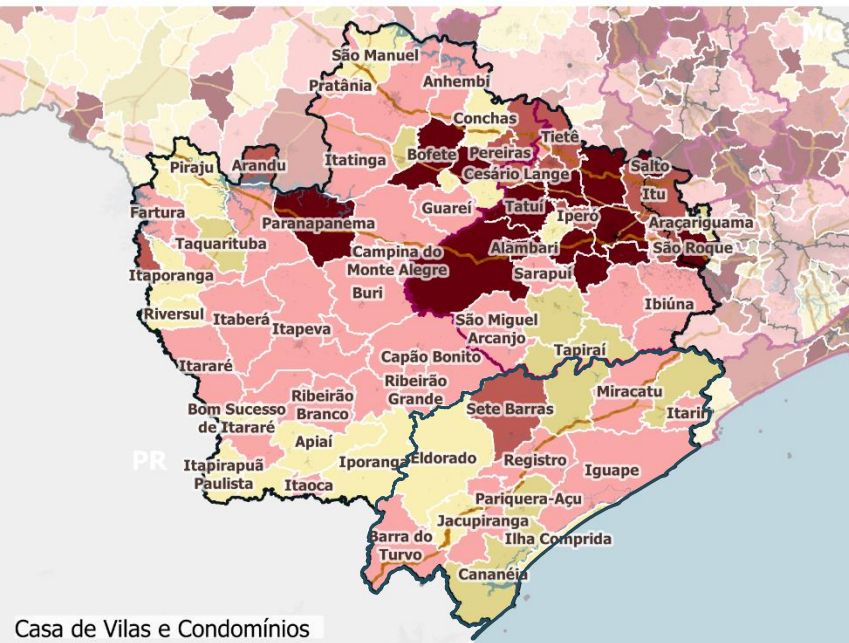 MG
São Manuel
Pratânia
Anhembi
Conchas
Tietê
Piraju
Arandu
Itatinga
Bofete
Pereiras
Salto
Cesário Lange
Itu
Fartura
Guareí
Tatuí
Iperó
Araçariguama
Paranapanema
Taquarituba
Alambari
São Roque
Campina do
Monte Alegre
Itaporanga
Sarapuí
Buri
Ibiúna
Riversul
Itaberá
São Miguel
Arcanjo
Itapeva
Tapiraí
Itararé
Capão Bonito
Ribeirão
Grande
Miracatu
Ribeirão
Branco
Sete Barras
Itariri
Bom Sucesso
de Itararé
Apiaí
PR
Itapirapuã
Paulista
Iporanga
Eldorado
Registro
Iguape
Itaoca
Pariquera-Açu
Jacupiranga
Barra do
Turvo
Ilha Comprida
Cananéia
Casa de Vilas e Condomínios